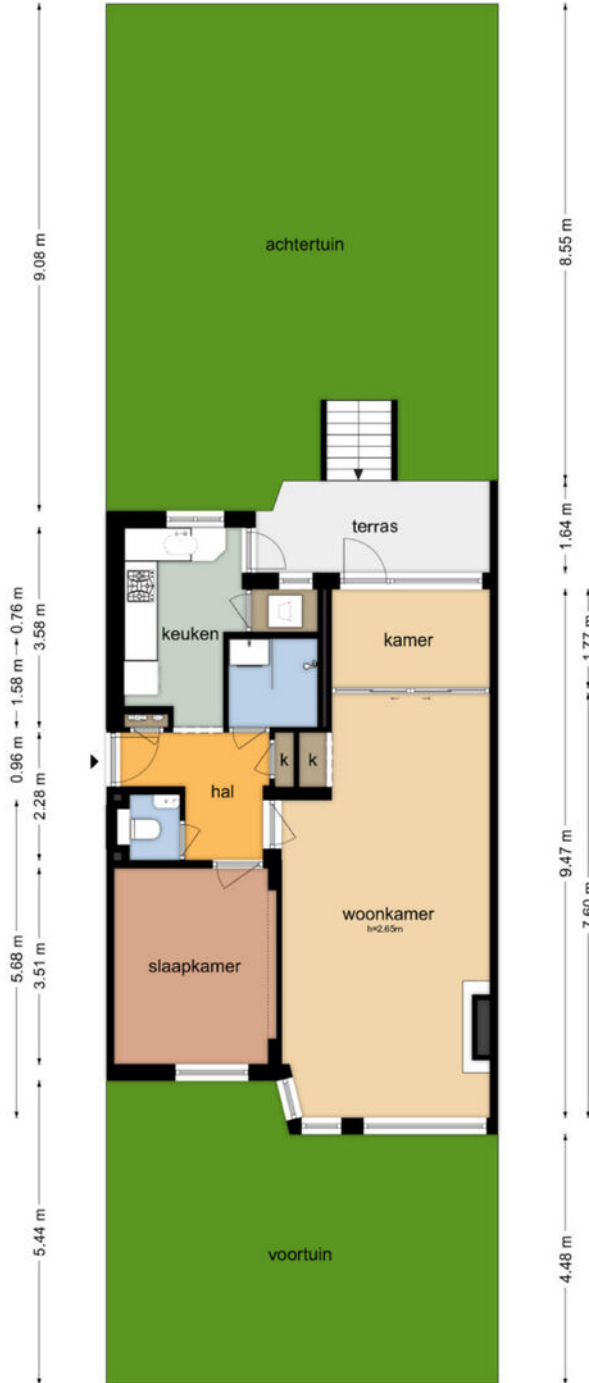 9.08 m
8.55 m
achtertuin
terras
1.64 m
0.76 m
3.58 m
keuken
kamer
1.77 m
1.58 m
0.96 m
2.28 m
k
k
hal
9.47 m
7.60 m
woonkamer
h=2.65m
5.68 m
3.51 m
slaapkamer
5.44 m
voortuin
4.48 m